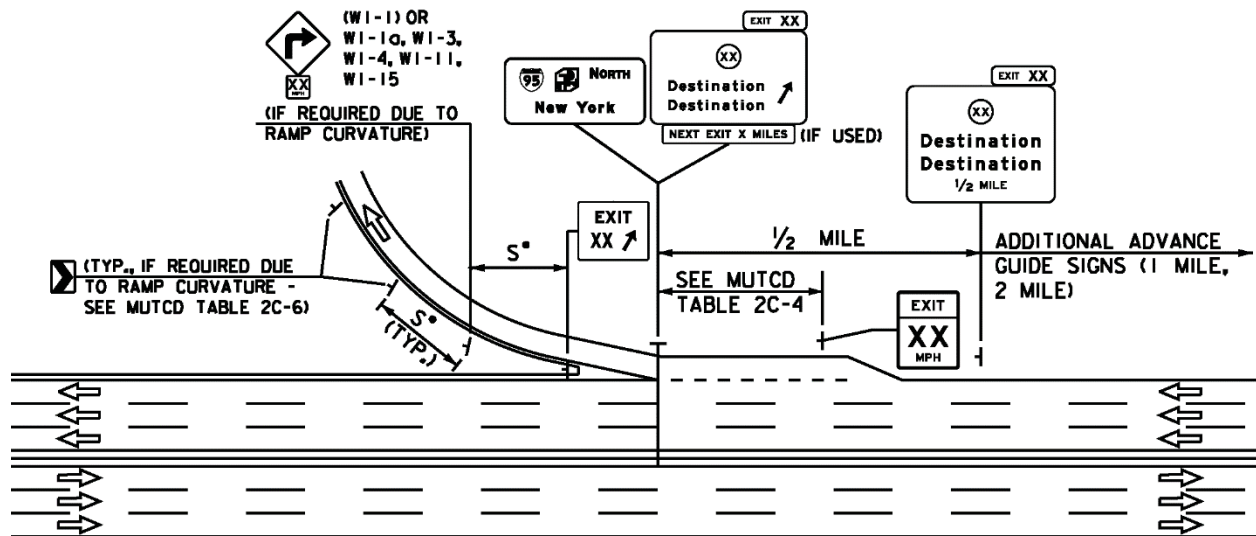 (W1-1) OR
W1-1a, W1-3,
W1-4, W1-11,
W1-15
XX
MPH
(IF REQUIRED DUE TO
RAMP CURVATURE)
95 NORTH
New York
EXIT XX
XX
Destination
Destination
NEXT EXIT X MILES
(IF USED)
EXIT XX
XX
Destination
Destination
1/2 MILE
EXIT
XX
S*
1/2 MILE
ADDITIONAL ADVANCE
GUIDE SIGNS (1 MILE,
2 MILE)
(TYP., IF REQUIRED DUE
TO RAMP CURVATURE -
SEE MUTCD TABLE 2C-6)
S*
(TYP.)
SEE MUTCD
TABLE 2C-4
EXIT
XX
MPH